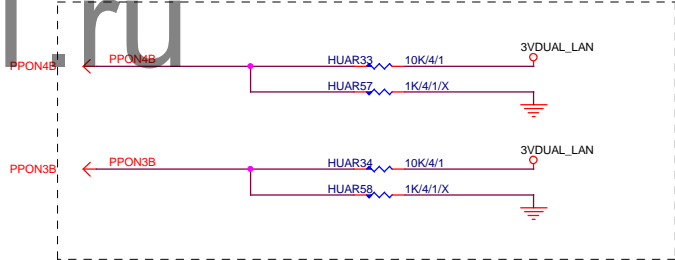 1.ru
3VDUAL_LAN
PPON4B PPON4B HUAR33 10K/4/1
HUAR57 1K/4/1/X
3VDUAL_LAN
PPON3B PPON3B HUAR34 10K/4/1
HUAR58 1K/4/1/X